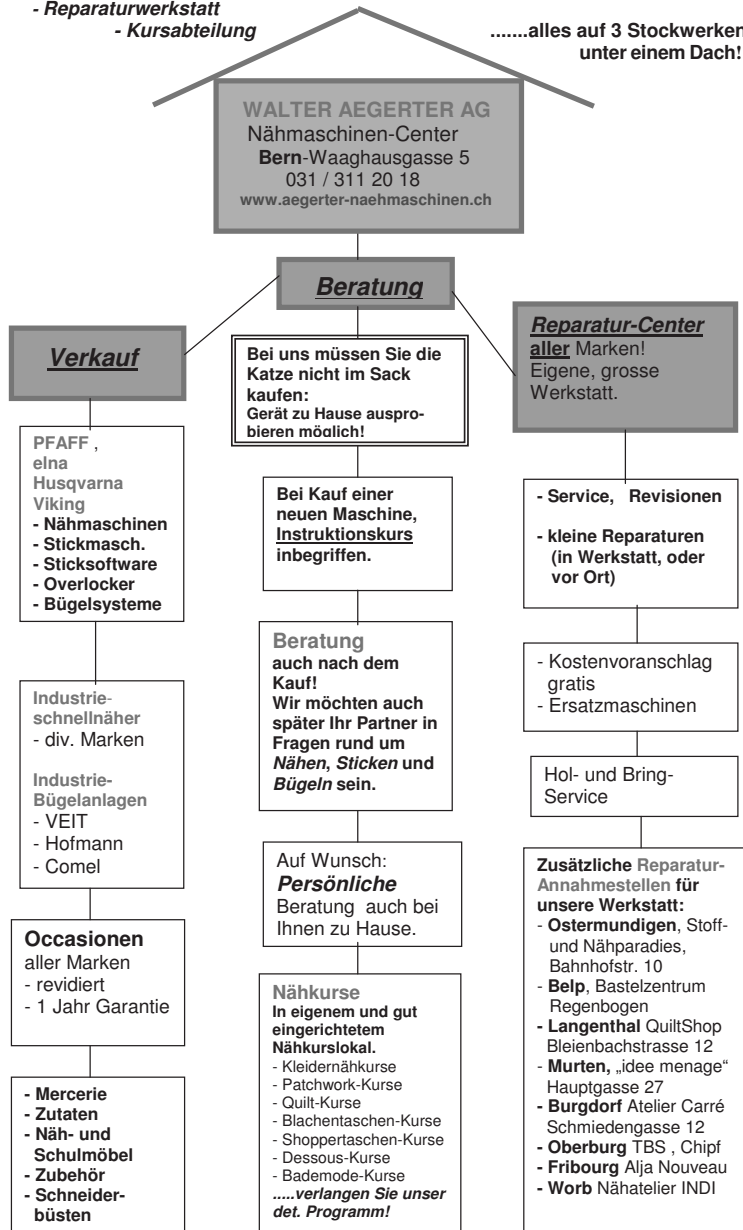 - Reparaturwerkstatt
- Kursabteilung
.......alles auf 3 Stockwerken
unter einem Dach!
WALTER AEGERTER AG
Nähmaschinen-Center
Bern-Waaghausgasse 5
031 / 311 20 18
www.aegerter-naehmaschinen.ch
Beratung
Verkauf
PFAFF ,
elna
Husqvarna
Viking
- Nähmaschinen
- Stickmasch.
- Sticksoftware
- Overlocker
- Bügelsysteme
Industrie-
schnellnäher
- div. Marken
Industrie-
Bügelanlagen
- VEIT
- Hofmann
- Comel
Occasionen
aller Marken
- revidiert
- 1 Jahr Garantie
- Mercerie
- Zutaten
- Näh- und
Schulmöbel
- Zubehör
- Schneider-
büsten
Bei uns müssen Sie die
Katze nicht im Sack
kaufen:
Gerät zu Hause auspro-
bieren möglich!
Bei Kauf einer
neuen Maschine,
Instruktionskurs
inbegriffen.
Beratung
auch nach dem
Kauf!
Wir möchten auch
später Ihr Partner in
Fragen rund um
Nähen, Sticken und
Bügeln sein.
Auf Wunsch:
Persönliche
Beratung auch bei
Ihnen zu Hause.
Nähkurse
In eigenem und gut
eingerichtetem
Nähkurslokal.
- Kleidernähkurse
- Patchwork-Kurse
- Quilt-Kurse
- Blachentaschen-Kurse
- Shoppertaschen-Kurse
- Dessous-Kurse
- Bademode-Kurse
.....verlangen Sie unser
det. Programm!
Reparatur-Center
aller Marken!
Eigene, grosse
Werkstatt.
- Service, Revisionen
- kleine Reparaturen
(in Werkstatt, oder
vor Ort)
- Kostenvoranschlag
gratis
- Ersatzmaschinen
Hol- und Bring-
Service
Zusätzliche Reparatur-
Annahmestellen für
unsere Werkstatt:
- Ostermundigen, Stoff-
und Nähparadies,
Bahnhofstr. 10
- Belp, Bastelzentrum
Regenbogen
- Langenthal QuiltShop
Bleienbachstrasse 12
- Murten, „idee menage“
Hauptgasse 27
- Burgdorf Atelier Carré
Schmiedengasse 12
- Oberburg TBS , Chipf
- Fribourg Alja Nouveau
- Worb Nähatelier INDI